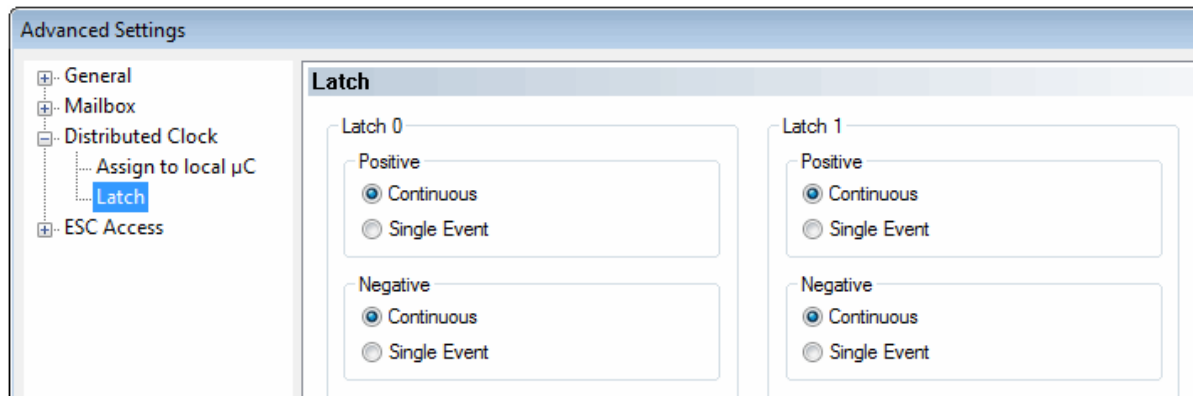 Advanced Settings
General
Mailbox
Distributed Clock
Assign to local µC
Latch
ESC Access
Latch
Latch 0
Positive
Continuous
Single Event
Negative
Continuous
Single Event
Latch 1
Positive
Continuous
Single Event
Negative
Continuous
Single Event